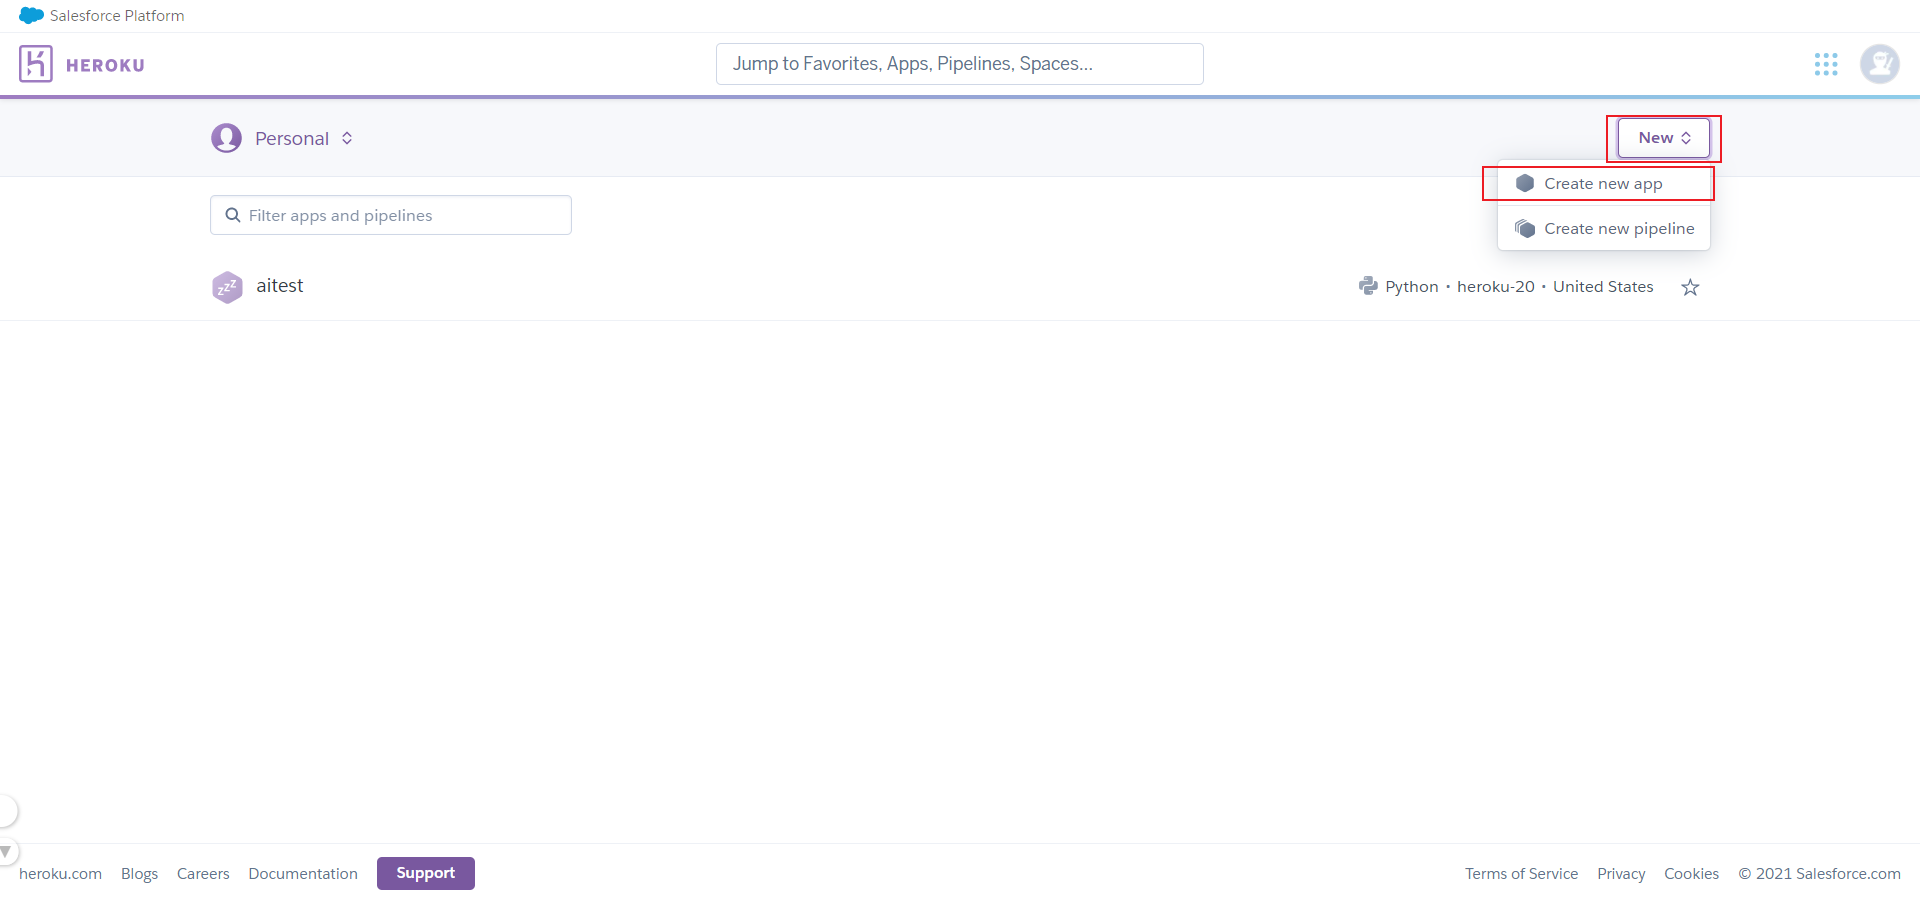 Salesforce Platform
HEROKU
Jump to Favorites, Apps, Pipelines, Spaces...
Personal
New
Create new app
Create new pipeline
Filter apps and pipelines
zzz
aitest
Python • heroku-20 • United States
heroku.com Blogs Careers Documentation Support
Terms of Service Privacy Cookies © 2021 Salesforce.com